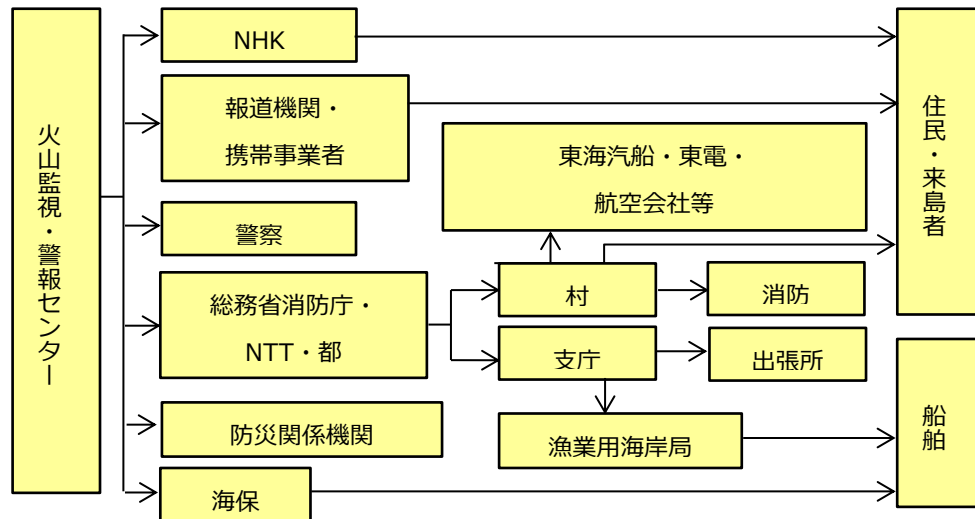 火山監視・警報センター
NHK
報道機関・
携帯事業者
警察
総務省消防庁・
NTT・都
防災関係機関
海保
東海汽船・東電・
航空会社等
村
消防
支庁
出張所
漁業用海岸局
住民・来島者
船舶